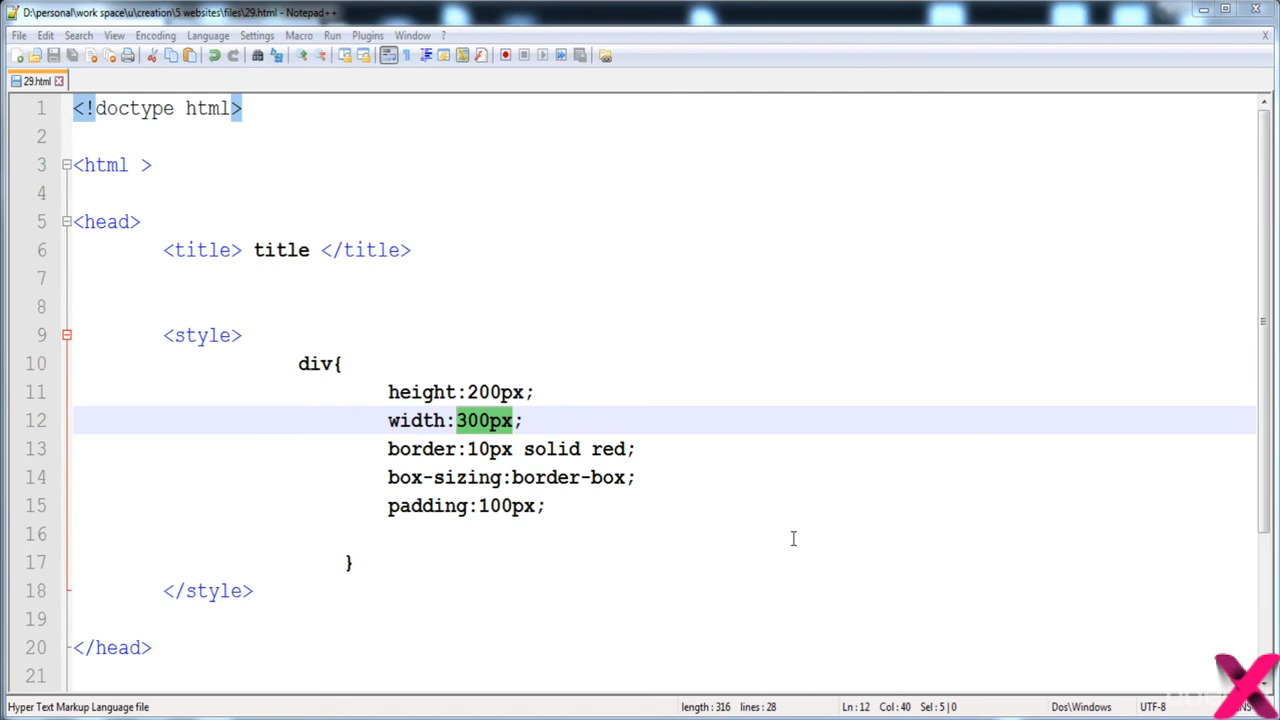 D:\personal\work space\u\creation\5 websites\files\29.html - Notepad++
File Edit Search View Encoding Language Settings Macro Run Plugins Window ? X
29.html
1 <!doctype html>
2
3 <html >
4
5 <head>
6 <title> title </title>
7
8
9 <style>
10 div{
11 height:200px;
12 width:300px;
13 border:10px solid red;
14 box-sizing:border-box;
15 padding:100px;
16
17 }
18 </style>
19
20 </head>
21
Hyper Text Markup Language file length : 316 lines : 28 Ln : 12 Col : 40 Sel : 5 | 0 Dos\Windows UTF-8